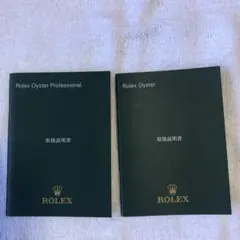 Rolex Oyster Professional
取扱説明書
ROLEX
Rolex Oyster
取扱説明書
ROLEX